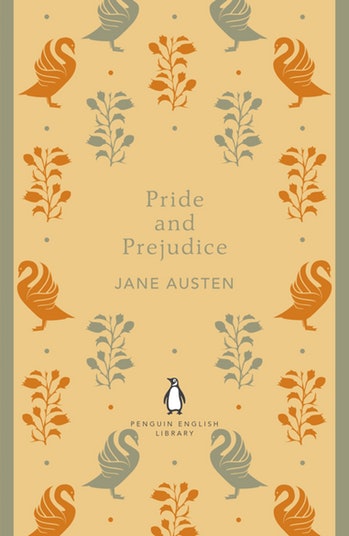 Pride
and
Prejudice
JANE AUSTEN
PENGUIN ENGLISH
LIBRARY